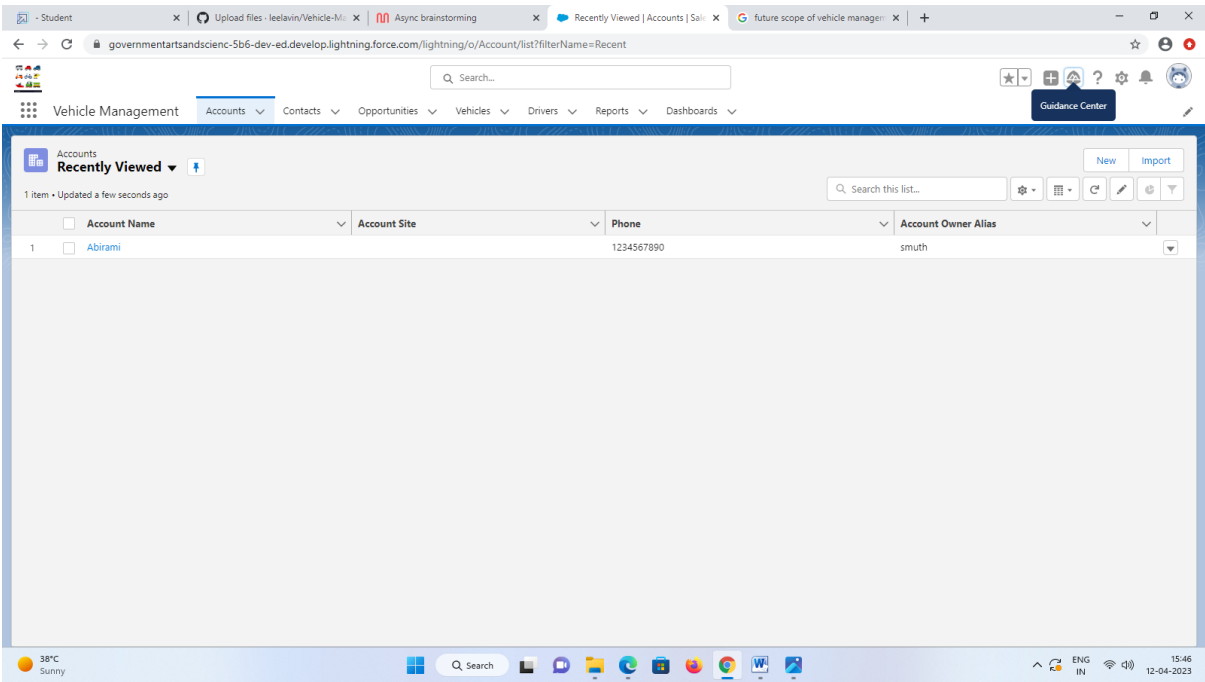 - Student
Upload files · leelavin/Vehicle-Ma
Async brainstorming
Recently Viewed | Accounts | Sale
future scope of vehicle managem
governmentartsandscienc-5b6-dev-ed.develop.lightning.force.com/lightning/o/Account/list?filterName=Recent
Search...
Vehicle Management Accounts Contacts Opportunities Vehicles Drivers Reports Dashboards
Guidance Center
Accounts
Recently Viewed
New Import
1 item • Updated a few seconds ago
Search this list...
Account Name Account Site Phone Account Owner Alias
1 Abirami 1234567890 smuth
38°C
Sunny
Search
ENG
IN
15:46
12-04-2023